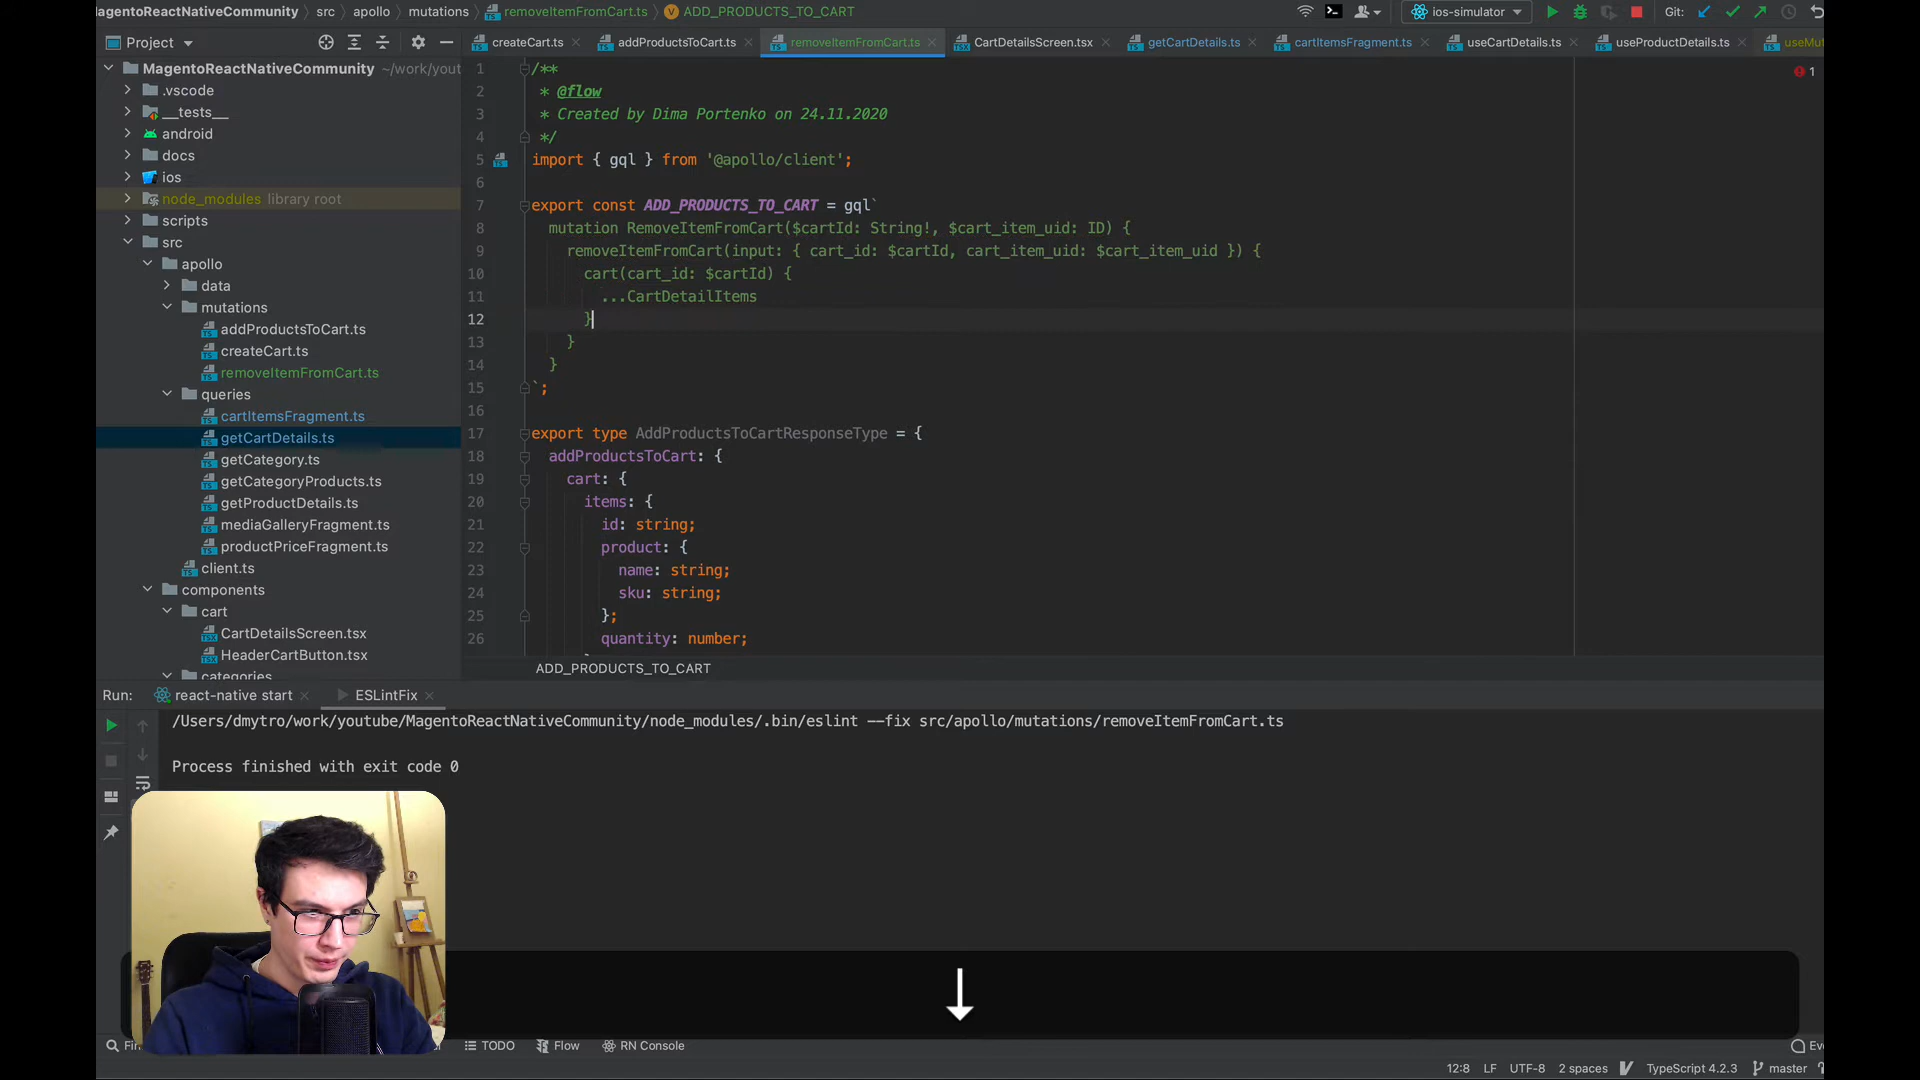 MagentoReactNativeCommunity src apollo mutations removeItemFromCart.ts ADD_PRODUCTS_TO_CART ios-simulator Git:
Project createCart.ts addProductsToCart.ts removeItemFromCart.ts CartDetailsScreen.tsx getCartDetails.ts cartItemsFragment.ts useCartDetails.ts useProductDetails.ts useMut
MagentoReactNativeCommunity ~/work/yout
.vscode
__tests__
android
docs
ios
node_modules library root
scripts
src
apollo
data
mutations
addProductsToCart.ts
createCart.ts
removeItemFromCart.ts
queries
cartItemsFragment.ts
getCartDetails.ts
getCategory.ts
getCategoryProducts.ts
getProductDetails.ts
mediaGalleryFragment.ts
productPriceFragment.ts
client.ts
components
cart
CartDetailsScreen.tsx
HeaderCartButton.tsx
categories
1
1 /**
2 * @flow
3 * Created by Dima Portenko on 24.11.2020
4 */
5 import { gql } from '@apollo/client';
6
7 export const ADD_PRODUCTS_TO_CART = gql`
8 mutation RemoveItemFromCart($cartId: String!, $cart_item_uid: ID) {
9 removeItemFromCart(input: { cart_id: $cartId, cart_item_uid: $cart_item_uid }) {
10 cart(cart_id: $cartId) {
11 ...CartDetailItems
12 }
13 }
14 }
15 `;
16
17 export type AddProductsToCartResponseType = {
18 addProductsToCart: {
19 cart: {
20 items: {
21 id: string;
22 product: {
23 name: string;
24 sku: string;
25 };
26 quantity: number;
ADD_PRODUCTS_TO_CART
Run: react-native start ESLintFix
/Users/dmytro/work/youtube/MagentoReactNativeCommunity/node_modules/.bin/eslint --fix src/apollo/mutations/removeItemFromCart.ts
Process finished with exit code 0
TODO Flow RN Console
12:8 LF UTF-8 2 spaces TypeScript 4.2.3 master